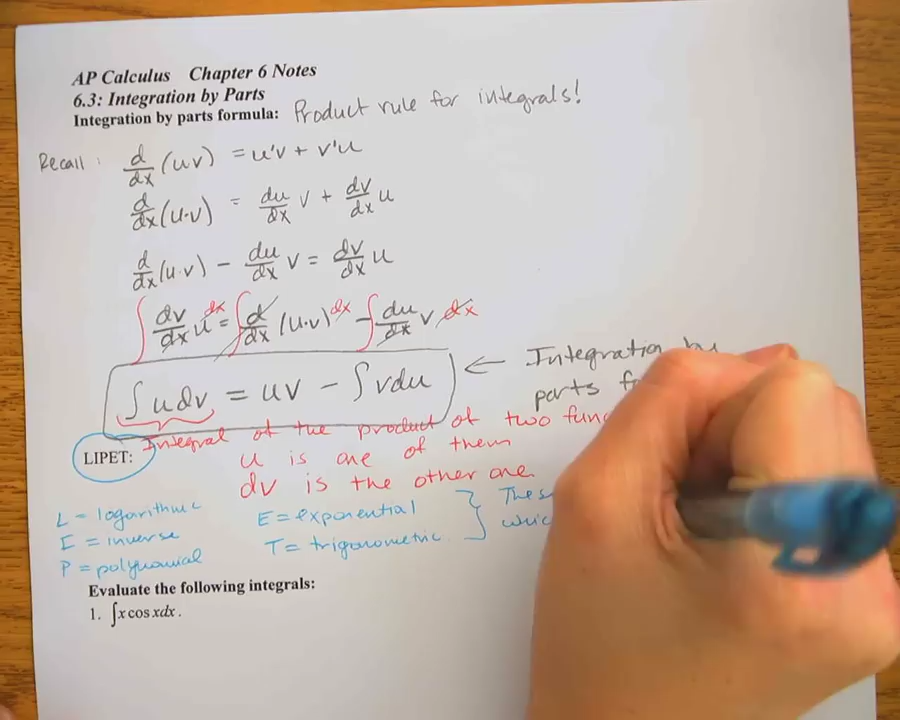 AP Calculus Chapter 6 Notes
6.3: Integration by Parts
Integration by parts formula: Product rule for integrals!
Recall: d/dx (uv) = u'v + v'u
d/dx (u·v) = du/dx v + dv/dx u
d/dx (u·v) − du/dx v = dv/dx u
∫ dv/dx u dx = ∫ d/dx (u·v) dx − ∫ du/dx v dx
∫ u dv = uv − ∫ v du ← Integration by
parts
Integral of the product of two
LIPET:
u is one of them
dv is the other one.
L = logarithmic E = exponential
I = inverse T = trigonometric
P = polynomial
Evaluate the following integrals:
1. ∫ x cos x dx.